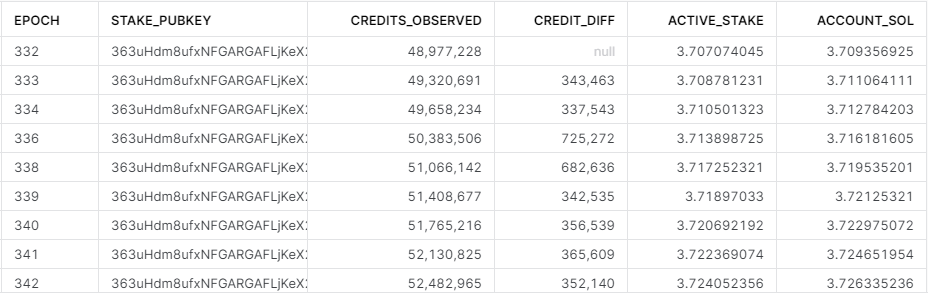 EPOCH STAKE_PUBKEY CREDITS_OBSERVED CREDIT_DIFF ACTIVE_STAKE ACCOUNT_SOL
332 363uHdm8ufxNFGARGAFLjKeX 48,977,228 null 3.707074045 3.709356925
333 363uHdm8ufxNFGARGAFLjKeX 49,320,691 343,463 3.708781231 3.711064111
334 363uHdm8ufxNFGARGAFLjKeX 49,658,234 337,543 3.710501323 3.712784203
336 363uHdm8ufxNFGARGAFLjKeX 50,383,506 725,272 3.713898725 3.716181605
338 363uHdm8ufxNFGARGAFLjKeX 51,066,142 682,636 3.717252321 3.719535201
339 363uHdm8ufxNFGARGAFLjKeX 51,408,677 342,535 3.71897033 3.72125321
340 363uHdm8ufxNFGARGAFLjKeX 51,765,216 356,539 3.720692192 3.722975072
341 363uHdm8ufxNFGARGAFLjKeX 52,130,825 365,609 3.722369074 3.724651954
342 363uHdm8ufxNFGARGAFLjKeX 52,482,965 352,140 3.724052356 3.726335236